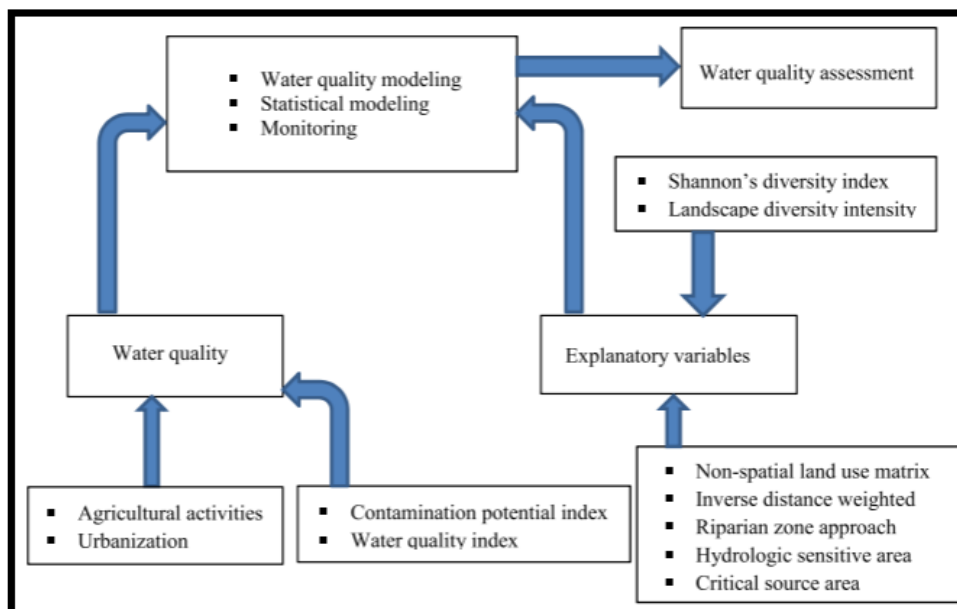 ▪ Water quality modeling
▪ Statistical modeling
▪ Monitoring
Water quality assessment
▪ Shannon’s diversity index
▪ Landscape diversity intensity
Water quality
Explanatory variables
▪ Agricultural activities
▪ Urbanization
▪ Contamination potential index
▪ Water quality index
▪ Non-spatial land use matrix
▪ Inverse distance weighted
▪ Riparian zone approach
▪ Hydrologic sensitive area
▪ Critical source area